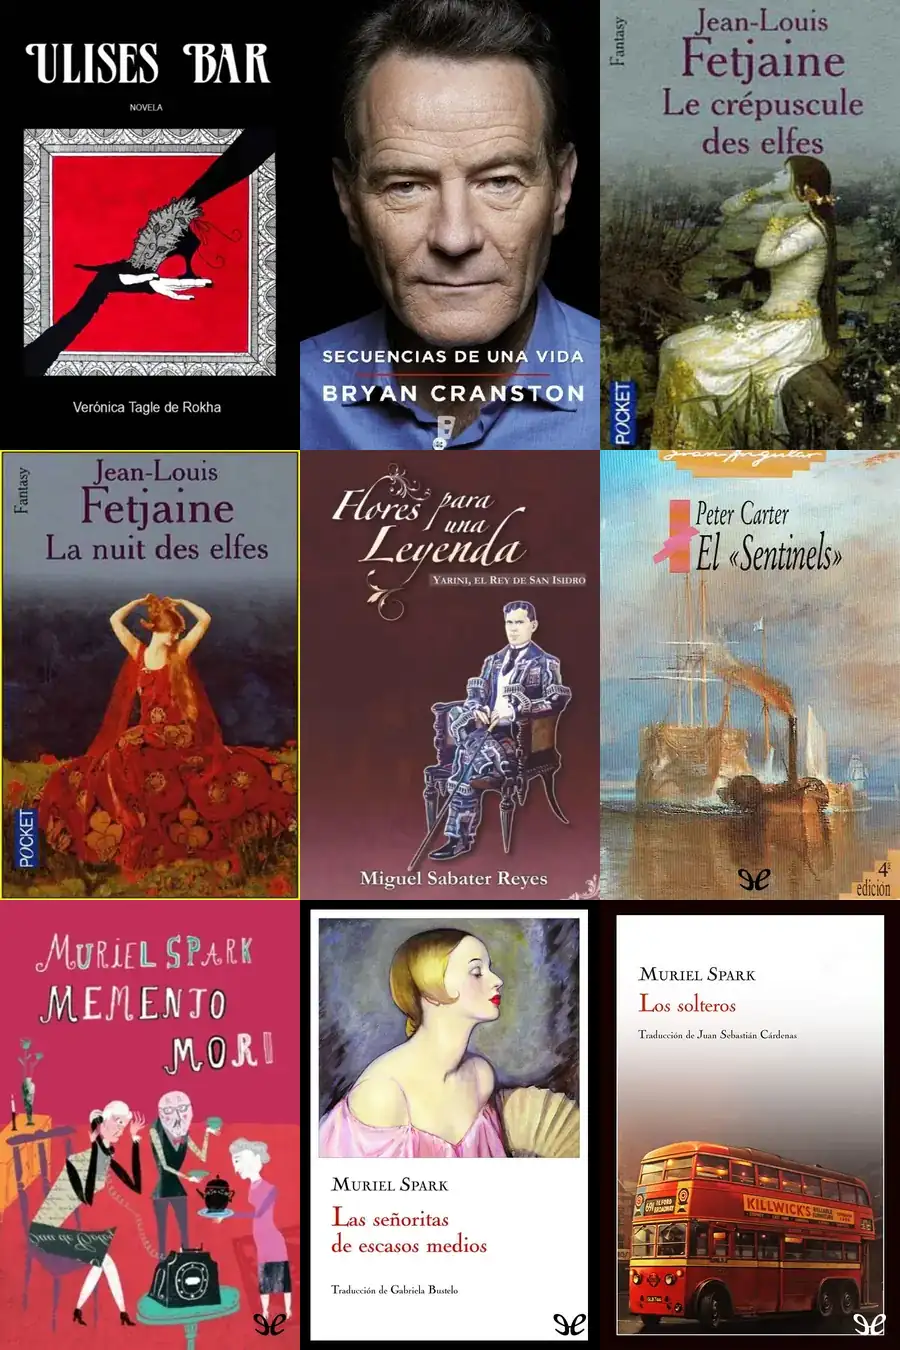 ULISES BAR
NOVELA
Verónica Tagle de Rokha
SECUENCIAS DE UNA VIDA
BRYAN CRANSTON
B
Fantasy
Jean-Louis
Fetjaine
Le crépuscule
des elfes
POCKET
Fantasy
Jean-Louis
Fetjaine
La nuit des elfes
POCKET
Flores para
una
Leyenda
YARINI, EL REY DE SAN ISIDRO
Miguel Sabater Reyes
Gran Angular
Peter Carter
El «Sentinels»
4ª
edición
MURIEL SPARK
MEMENTO
MORI
MURIEL SPARK
Las señoritas
de escasos medios
Traducción de Gabriela Bustelo
MURIEL SPARK
Los solteros
Traducción de Juan Sebastián Cárdenas
KILLWICK'S